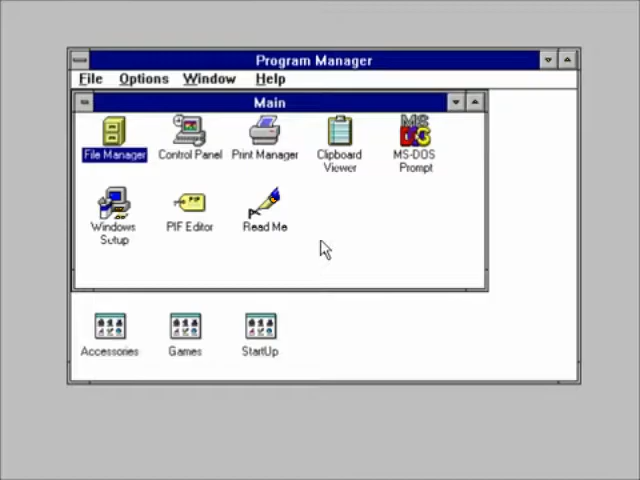 Program Manager
File Options Window Help
Main
File Manager Control Panel Print Manager Clipboard Viewer MS-DOS Prompt
Windows Setup PIF Editor Read Me
Accessories Games StartUp